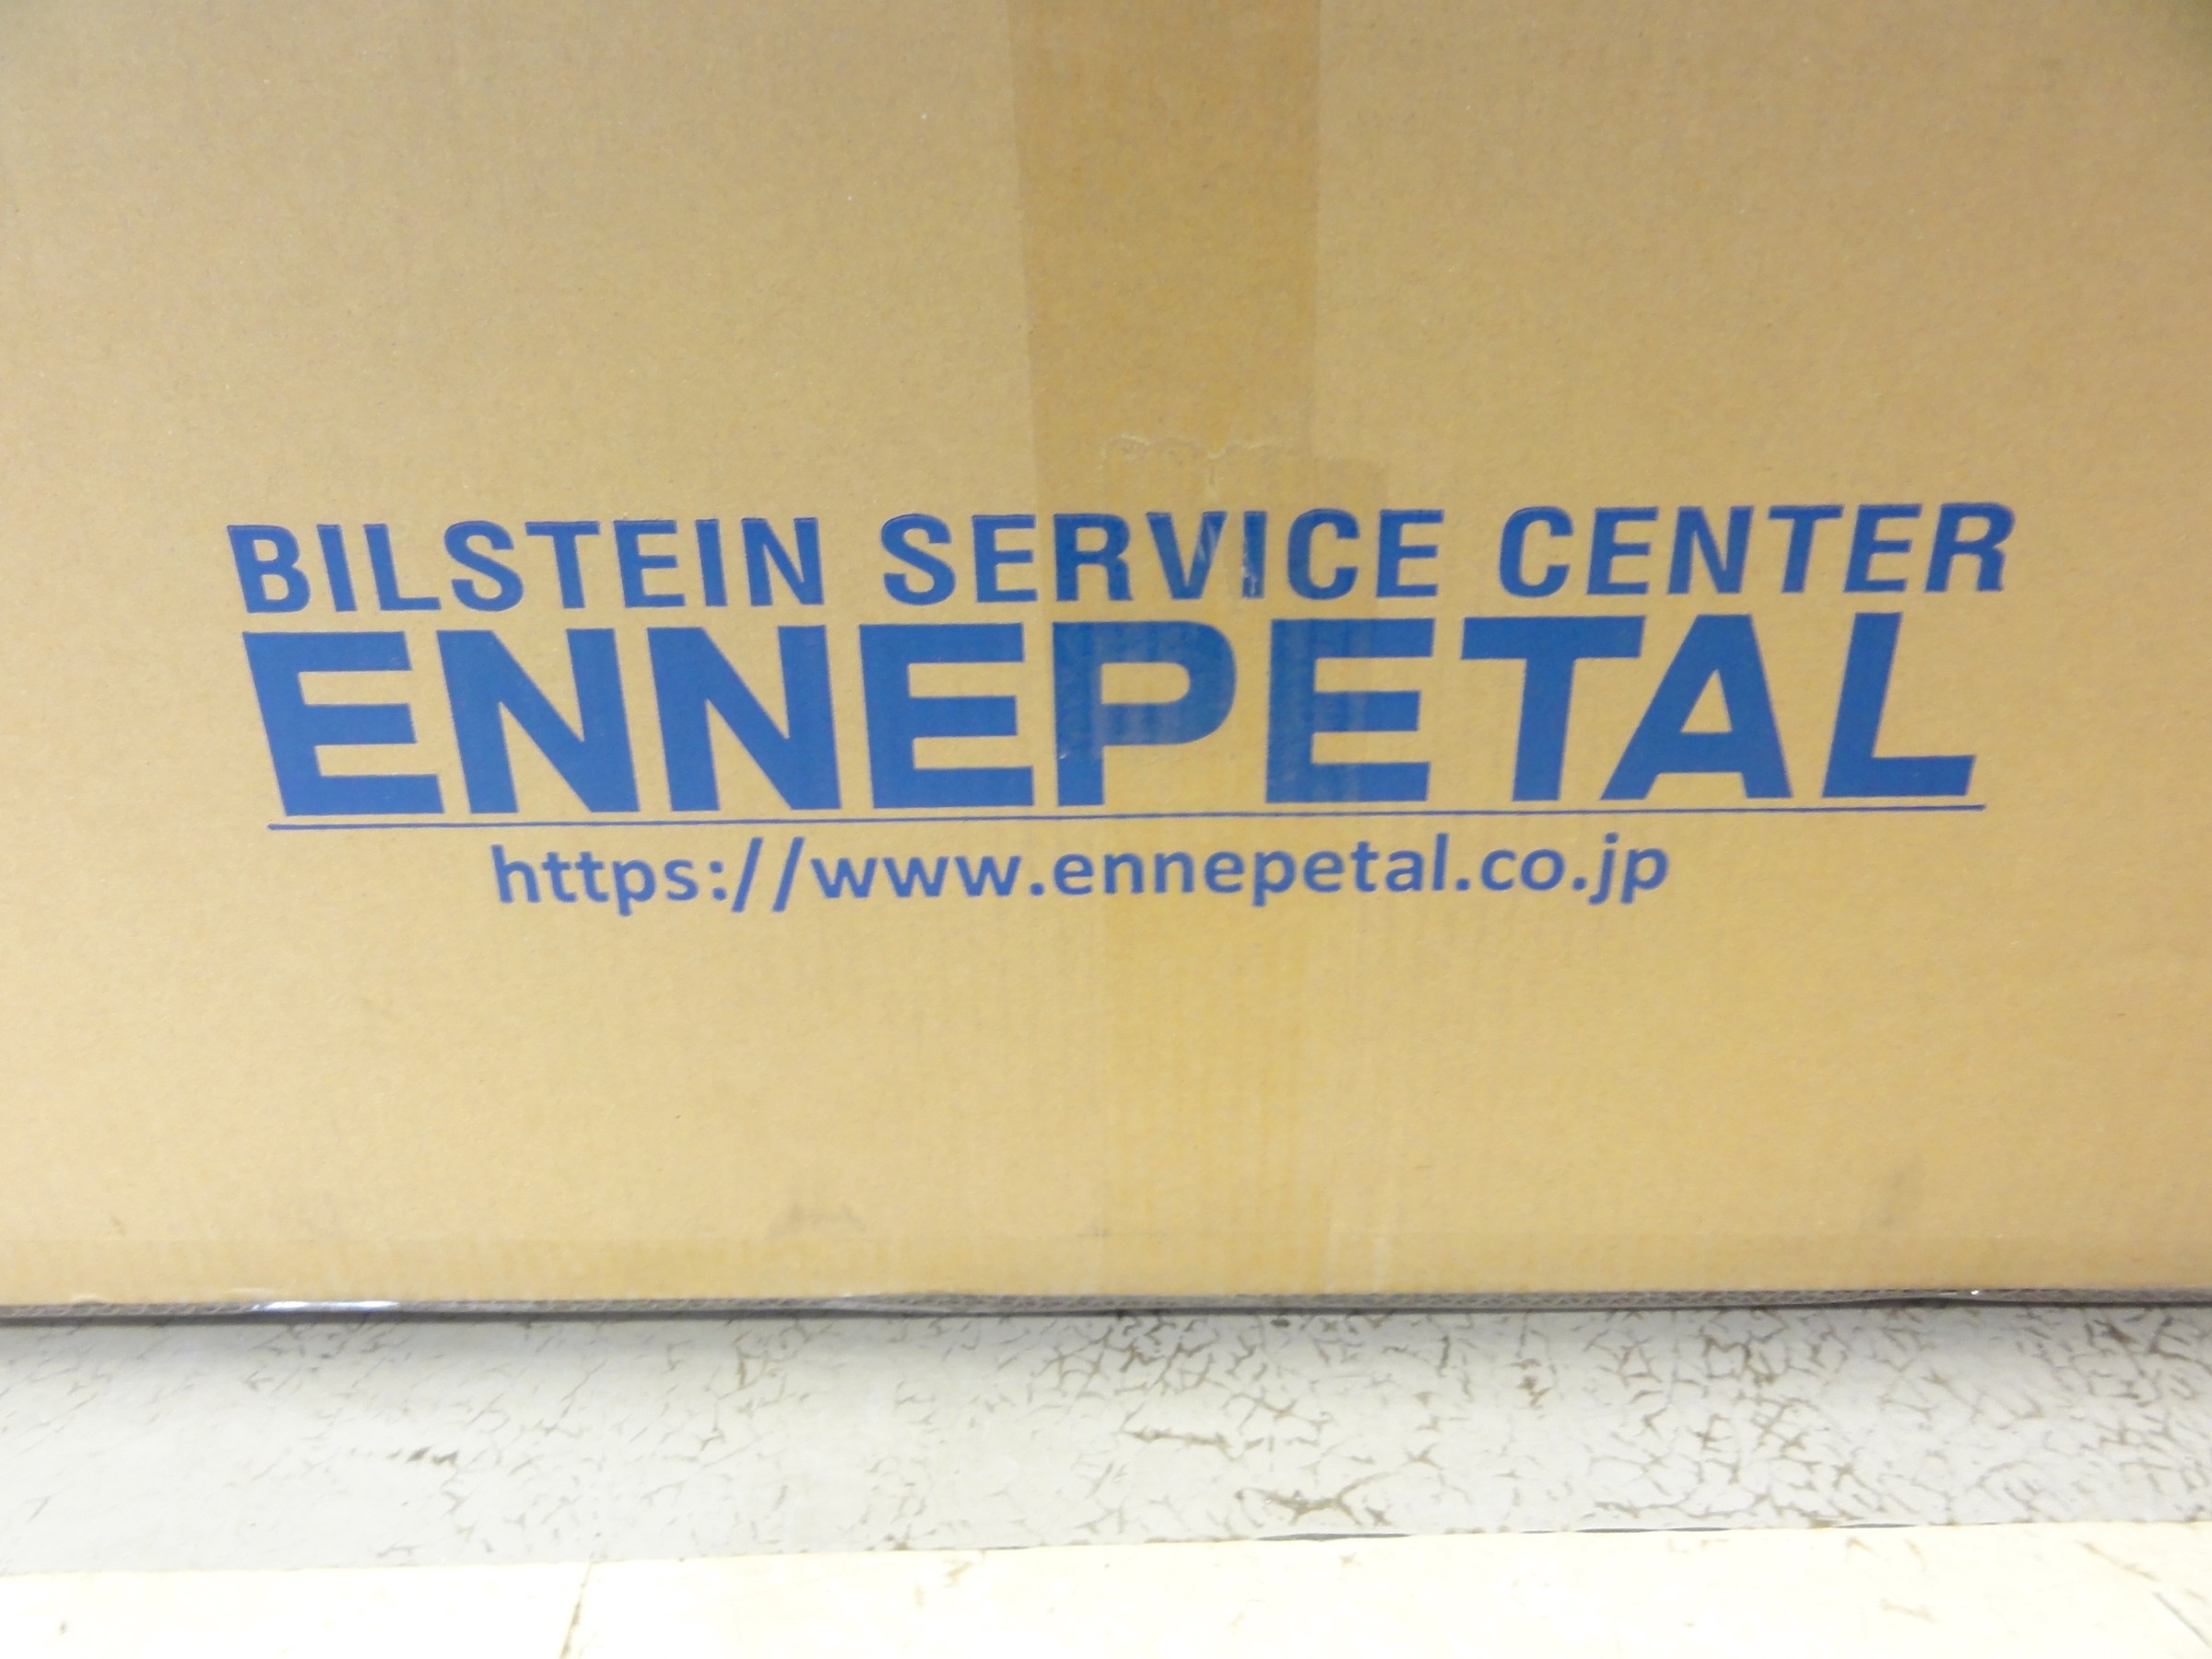 BILSTEIN SERVICE CENTER
ENNEPETAL
https://www.ennepetal.co.jp